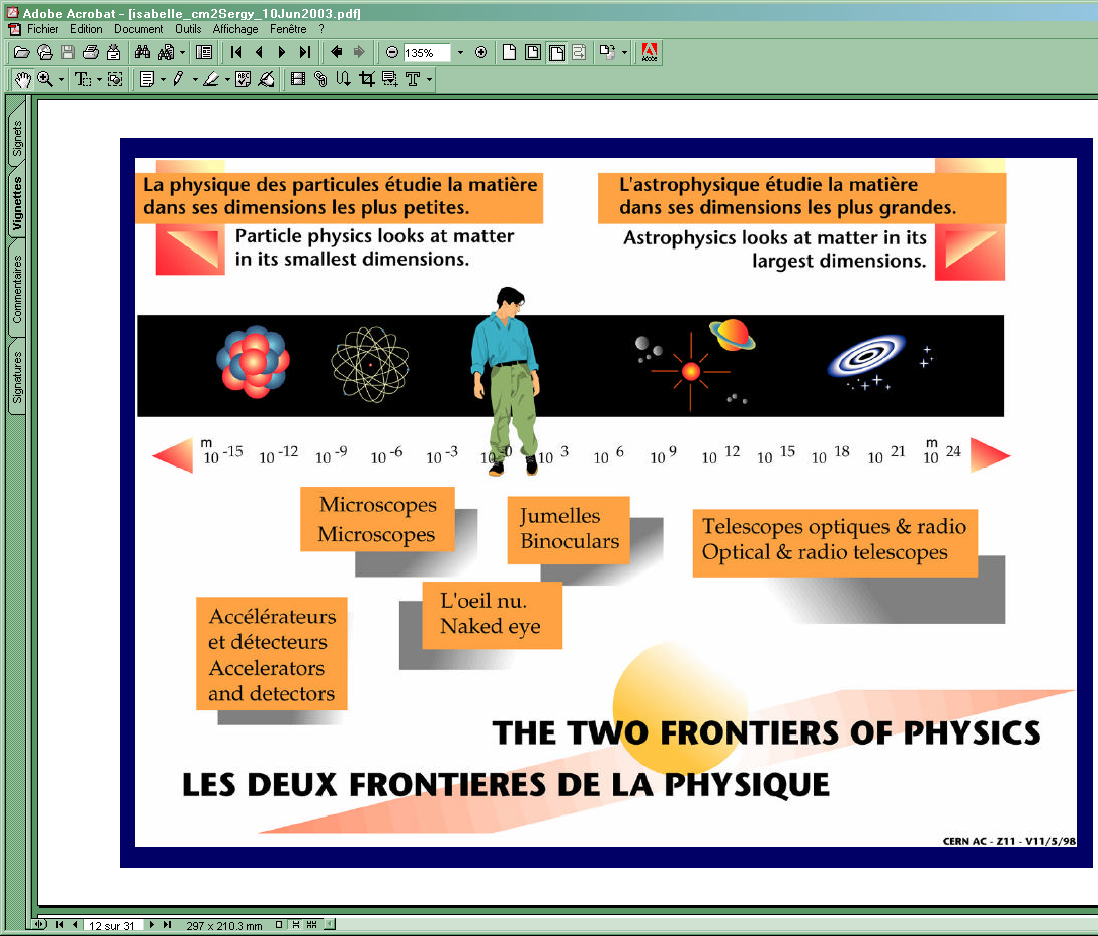 Adobe Acrobat - [isabelle_cm2Sergy_10Jun2003.pdf]
Fichier Edition Document Outils Affichage Fenêtre ?
135%
Adobe
Signets
Vignettes
Commentaires
Signatures
La physique des particules étudie la matière
dans ses dimensions les plus petites.
Particle physics looks at matter
in its smallest dimensions.
L'astrophysique étudie la matière
dans ses dimensions les plus grandes.
Astrophysics looks at matter in its
largest dimensions.
m m
10 -15 10 -12 10 -9 10 -6 10 -3 10 0 10 3 10 6 10 9 10 12 10 15 10 18 10 21 10 24
Microscopes
Microscopes
Jumelles
Binoculars
Telescopes optiques & radio
Optical & radio telescopes
L'oeil nu.
Naked eye
Accélérateurs
et détecteurs
Accelerators
and detectors
THE TWO FRONTIERS OF PHYSICS
LES DEUX FRONTIERES DE LA PHYSIQUE
CERN AC - Z11 - V11/5/98
12 sur 31 297 x 210.3 mm